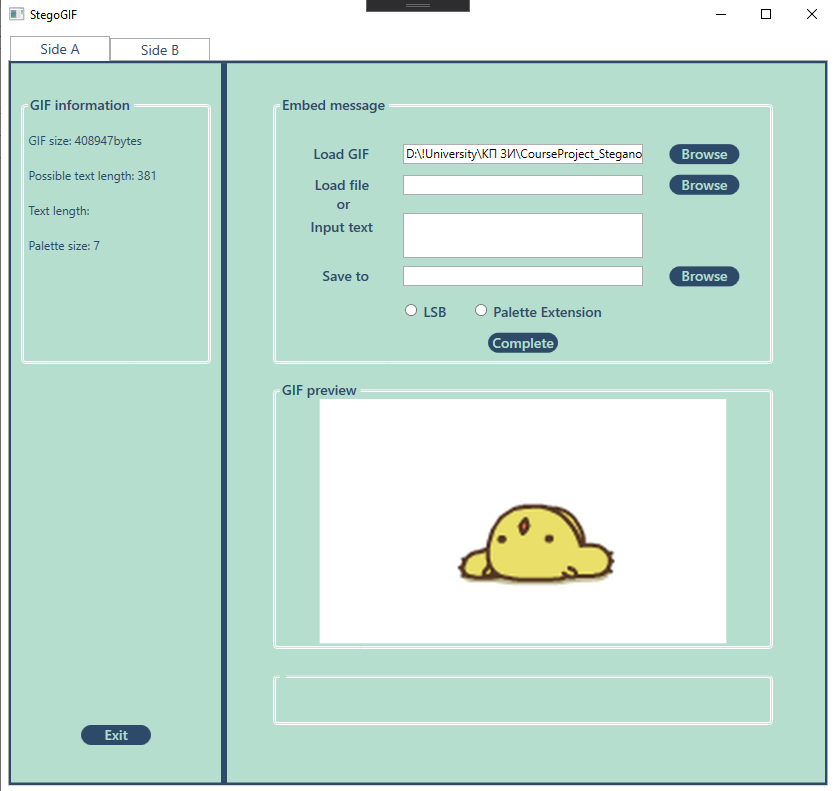 StegoGIF
Side A
Side B
GIF information
GIF size: 408947bytes
Possible text length: 381
Text length:
Palette size: 7
Exit
Embed message
Load GIF
D:\!University\КП ЗИ\CourseProject_Stegano
Browse
Load file
Browse
or
Input text
Save to
Browse
LSB
Palette Extension
Complete
GIF preview